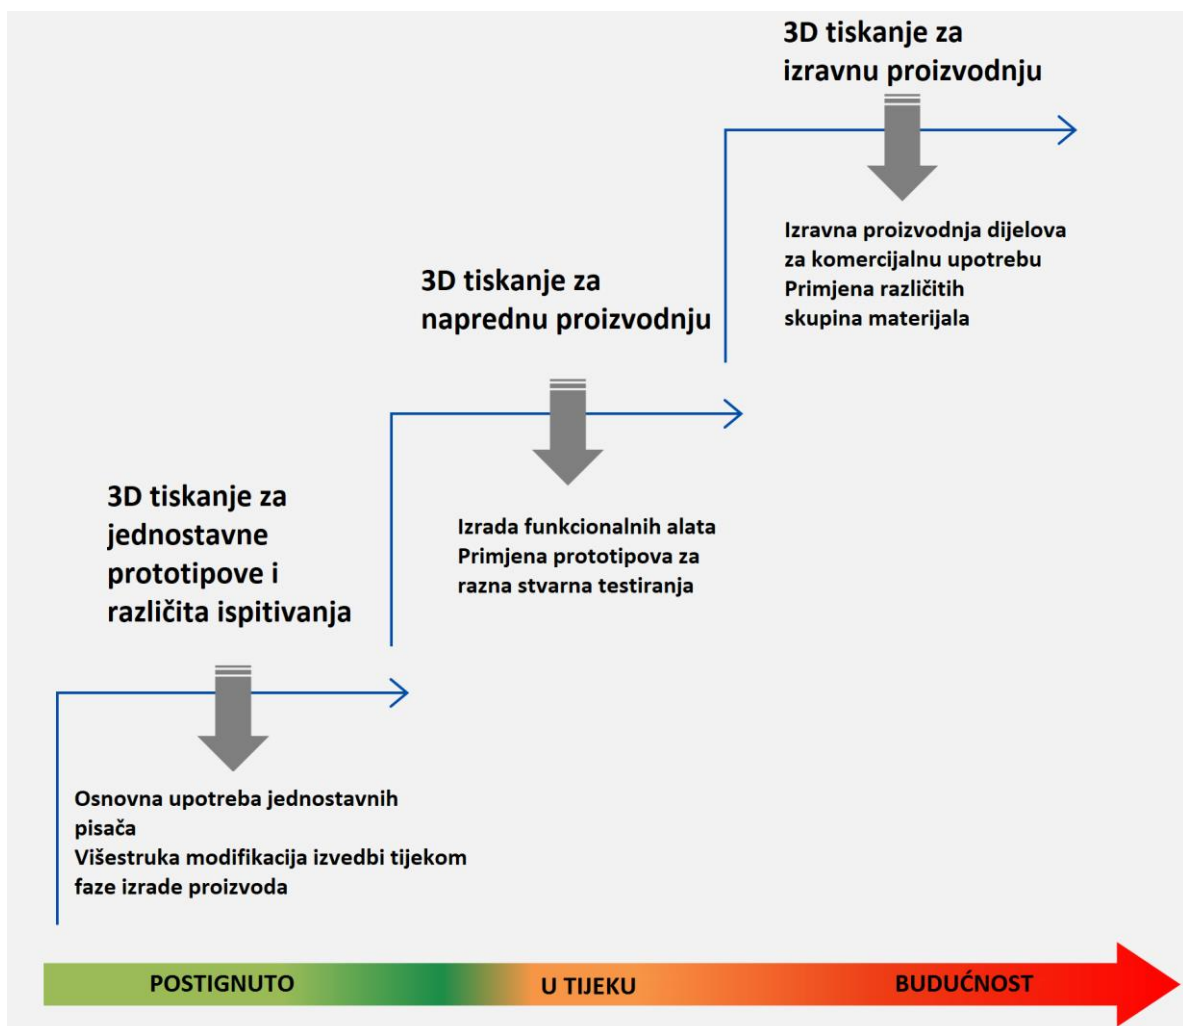 3D tiskanje za
izravnu proizvodnju
Izravna proizvodnja dijelova
za komercijalnu upotrebu
Primjena različitih
skupina materijala
3D tiskanje za
naprednu proizvodnju
Izrada funkcionalnih alata
Primjena prototipova za
razna stvarna testiranja
3D tiskanje za
jednostavne
prototipove i
različita ispitivanja
Osnovna upotreba jednostavnih
pisača
Višestruka modifikacija izvedbi tijekom
faze izrade proizvoda
POSTIGNUTO
U TIJEKU
BUDUĆNOST